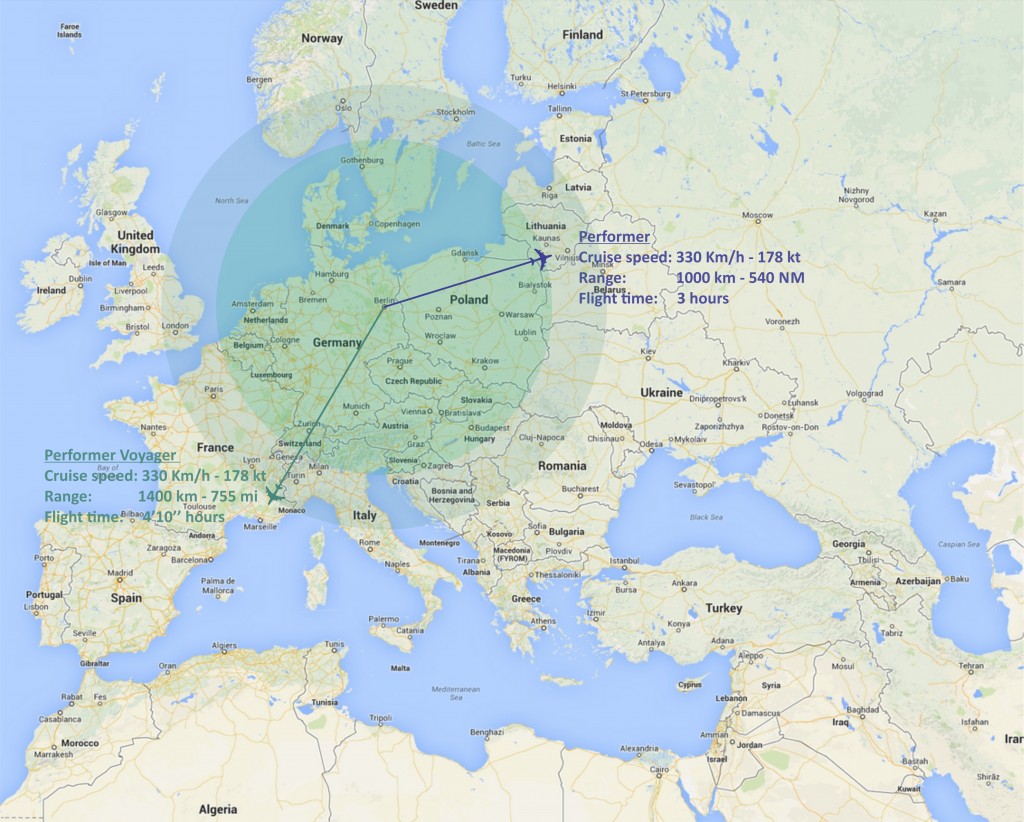 Sweden
Faroe
Islands
Norway
Finland
Bergen
Turku
Helsinki
St Petersburg
Oslo
Stockholm
Tallinn
Estonia
Baltic Sea
Gothenburg
Riga
Latvia
Nizhny
Novgorod
North Sea
Glasgow
Denmark
Copenhagen
Lithuania
Moscow
Kazan
United
Kingdom
Kaunas
Performer
Vilnius
Cruise speed: 330 Km/h - 178 kt
Isle of Man
Leeds
Gdansk
Minsk
Dublin
Hamburg
Range: 1000 km - 540 NM
Ireland
Liverpool
Bialystok
Belarus
Samara
Birmingham
Amsterdam
Bremen
Berlin
Poland
Flight time: 3 hours
Netherlands
Poznan
Warsaw
Voronezh
Bristol
London
Wroclaw
Lublin
Belgium
Cologne
Germany
Kiev
Prague
Krakow
Kharkiv
Luxembourg
Czech Republic
Paris
Ukraine
Volgograd
Munich
Slovakia
Dnipropetrovs'k
Luhansk
Vienna
Bratislava
Donetsk
Nantes
Zurich
Austria
Budapest
Moldova
Zaporizhzhya
Rostov-on-Don
Graz
Hungary
Cluj-Napoca
Chisinau
Mykolaiv
Odesa
France
Switzerland
Performer Voyager
Geneva
Lyon
Slovenia
Zagreb
Romania
Bay of
Milan
Cruise speed: 330 Km/h - 178 kt
Turin
Croatia
Sevastopol'
Range: 1400 km - 755 mi
Bosnia and
Herzegovina
Bucharest
Serbia
Toulouse
Monaco
Flight time: 4’10’’ hours
Bilbao
Marseille
Italy
Black Sea
Sofia
Bulgaria
Andorra
Kosovo
Montenegro
Rome
Macedonia
(FYROM)
Plovdiv
Georgia
Caspian Sea
Zaragoza
Barcelona
Porto
Tirana
Istanbul
Tbilisi
Madrid
Naples
Albania
Thessaloniki
Bursa
Ankara
Armenia
Azerbaijan
Baku
Palma de
Mallorca
Portugal
Spain
Greece
Turkey
Lisbon
Izmir
Athens
Konya
Palermo
Catania
Tabriz
Seville
Antalya
Adana
Algiers
Tunis
Aleppo
Gibraltar
Oran
Malta
Mosul
Tehran
Cyprus
Syria
Rabat
Fes
Mediterranean
Sea
Tunisia
Lebanon
Casablanca
Tripoli
Damascus
Baghdad
Iraq
Isfahan
Benghazi
Amman
Morocco
Alexandria
Jordan
Iran
Marrakesh
Israel
Cairo
Bastah
Shiráz
Kuwait
Algeria